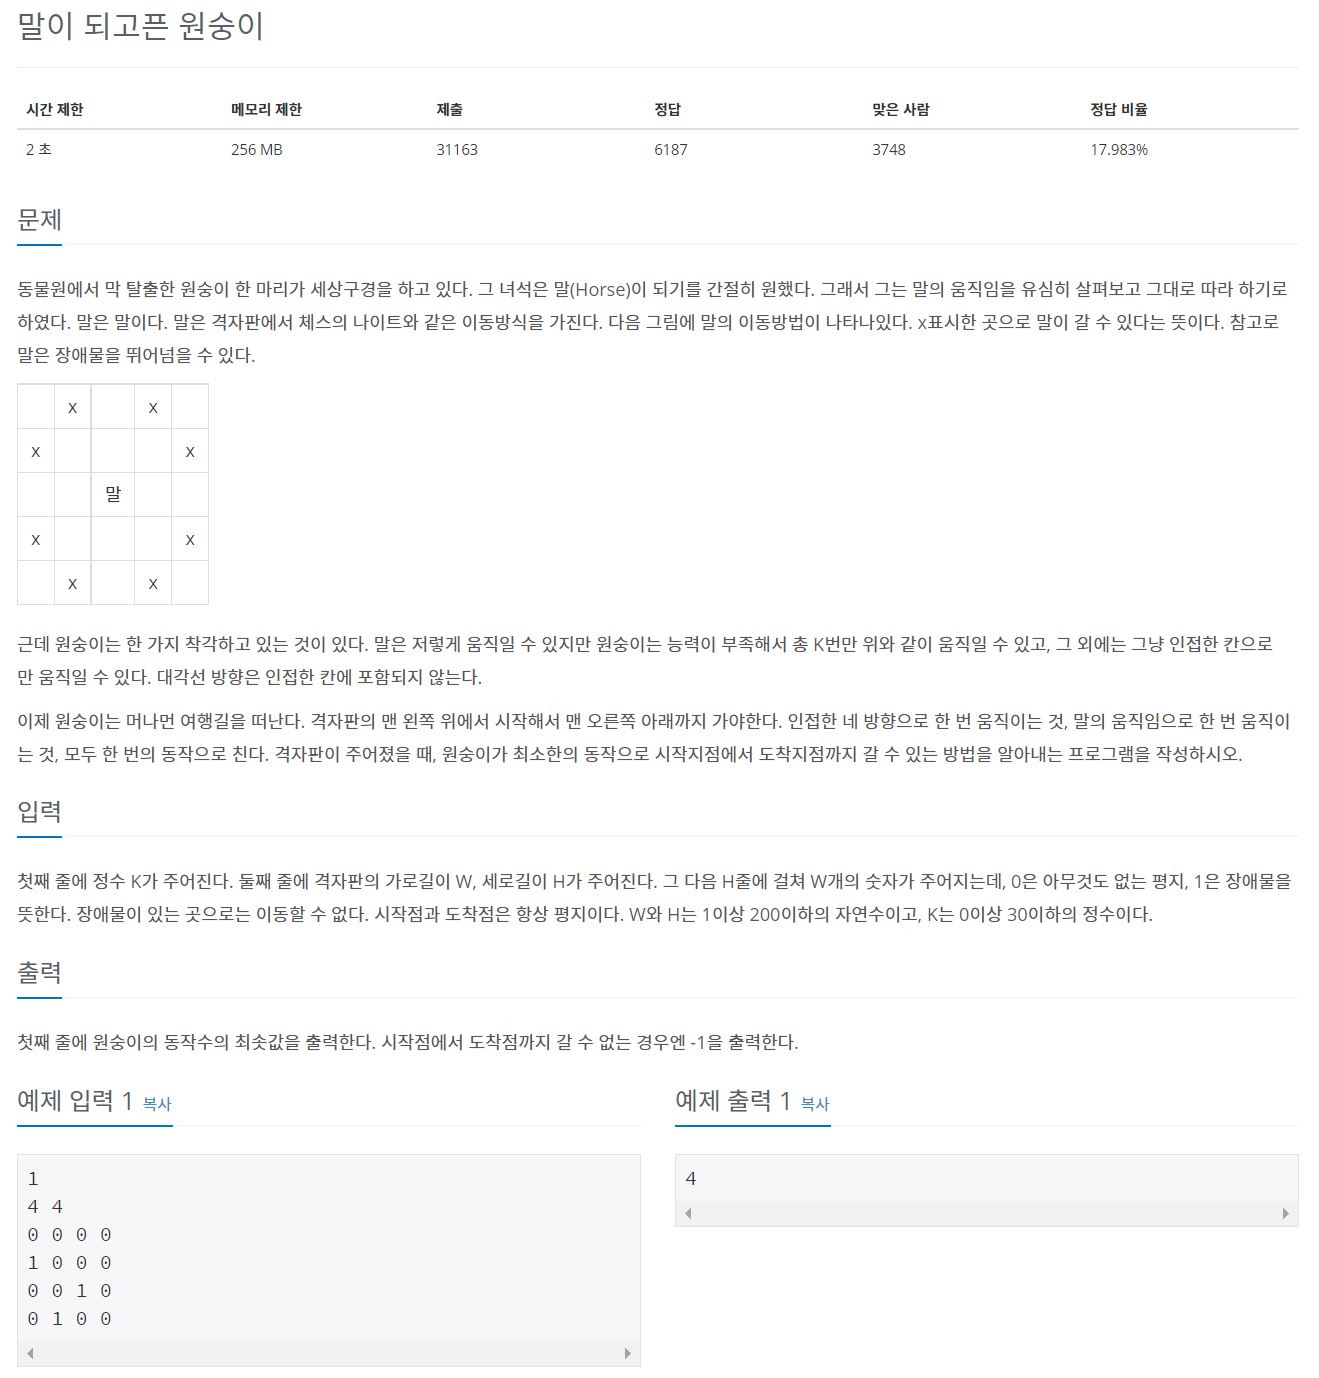 말이 되고픈 원숭이
시간 제한 메모리 제한 제출 정답 맞은 사람 정답 비율
2 초 256 MB 31163 6187 3748 17.983%
문제
동물원에서 막 탈출한 원숭이 한 마리가 세상구경을 하고 있다. 그 녀석은 말(Horse)이 되기를 간절히 원했다. 그래서 그는 말의 움직임을 유심히 살펴보고 그대로 따라 하기로
하였다. 말은 말이다. 말은 격자판에서 체스의 나이트와 같은 이동방식을 가진다. 다음 그림에 말의 이동방법이 나타나있다. x표시한 곳으로 말이 갈 수 있다는 뜻이다. 참고로
말은 장애물을 뛰어넘을 수 있다.
x x
x x
말
x x
x x
근데 원숭이는 한 가지 착각하고 있는 것이 있다. 말은 저렇게 움직일 수 있지만 원숭이는 능력이 부족해서 총 K번만 위와 같이 움직일 수 있고, 그 외에는 그냥 인접한 칸으로
만 움직일 수 있다. 대각선 방향은 인접한 칸에 포함되지 않는다.
이제 원숭이는 머나먼 여행길을 떠난다. 격자판의 맨 왼쪽 위에서 시작해서 맨 오른쪽 아래까지 가야한다. 인접한 네 방향으로 한 번 움직이는 것, 말의 움직임으로 한 번 움직이
는 것, 모두 한 번의 동작으로 친다. 격자판이 주어졌을 때, 원숭이가 최소한의 동작으로 시작지점에서 도착지점까지 갈 수 있는 방법을 알아내는 프로그램을 작성하시오.
입력
첫째 줄에 정수 K가 주어진다. 둘째 줄에 격자판의 가로길이 W, 세로길이 H가 주어진다. 그 다음 H줄에 걸쳐 W개의 숫자가 주어지는데, 0은 아무것도 없는 평지, 1은 장애물을
뜻한다. 장애물이 있는 곳으로는 이동할 수 없다. 시작점과 도착점은 항상 평지이다. W와 H는 1이상 200이하의 자연수이고, K는 0이상 30이하의 정수이다.
출력
첫째 줄에 원숭이의 동작수의 최솟값을 출력한다. 시작점에서 도착점까지 갈 수 없는 경우엔 -1을 출력한다.
예제 입력 1 복사
1
4 4
0 0 0 0
1 0 0 0
0 0 1 0
0 1 0 0
예제 출력 1 복사
4